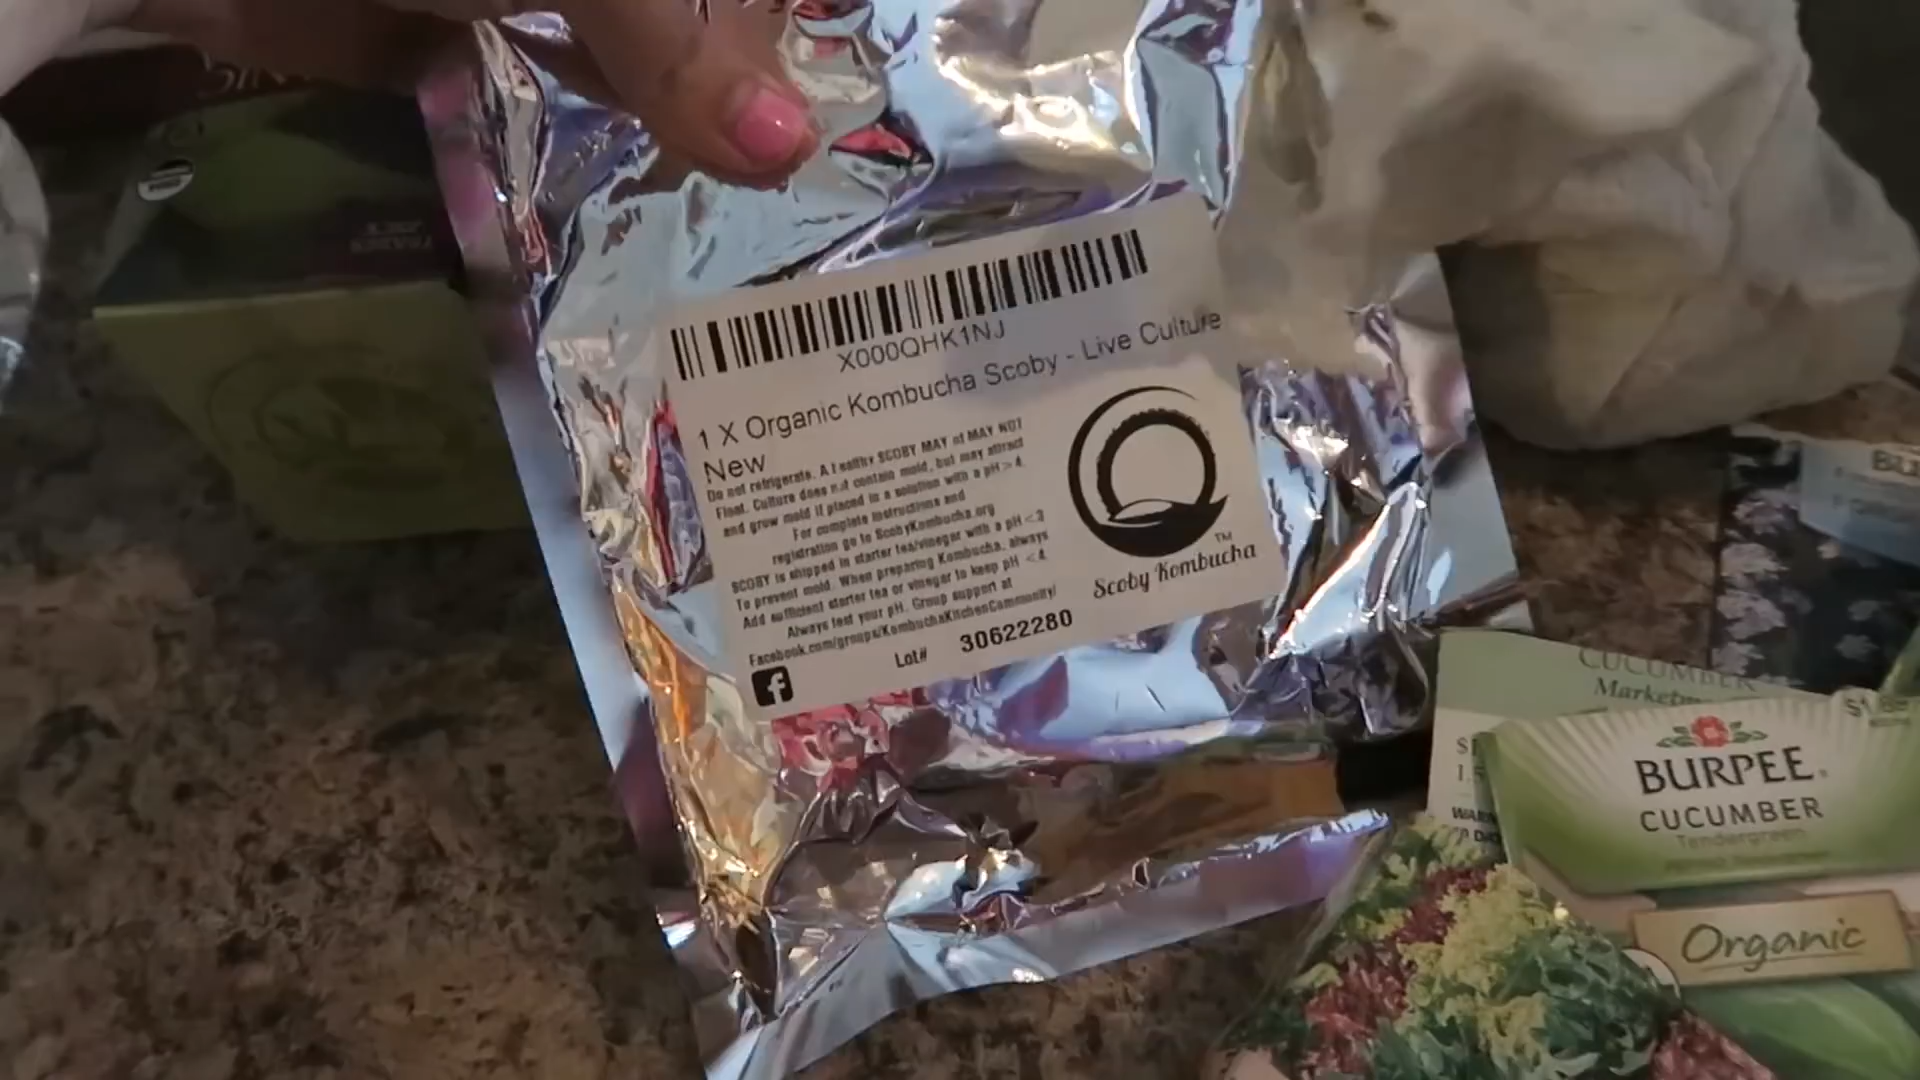 TRADER
JOE'S
X000QHK1NJ
1 X Organic Kombucha Scoby - Live Culture
New
Do not refrigerate. A healthy SCOBY MAY or MAY NOT
Float. Culture does not contain mold, but may attract
and grow mold if placed in a solution with a pH > 4.
For complete instructions and
registration go to ScobyKombucha.org
SCOBY is shipped in starter tea/vinegar with a pH <3
To prevent mold. When preparing Kombucha, always
Add sufficient starter tea or vinegar to keep pH <4.
Always test your pH. Group support at
Facebook.com/groups/KombuchaKitchenCommunity/
Lot# 30622280
f
TM
Scoby Kombucha
CUCUMBER
BURPEE®
CUCUMBER
Tendergreen
Organic